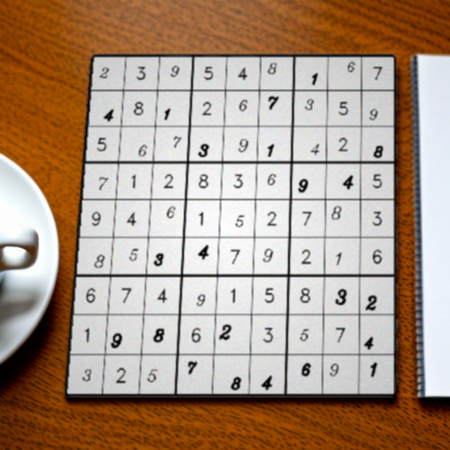 2 3 9 5 4 8 1 6 7
4 8 1 2 6 7 3 5 9
5 6 7 3 9 1 4 2 8
7 1 2 8 3 6 9 4 5
9 4 6 1 5 2 7 8 3
8 5 3 4 7 9 2 1 6
6 7 4 9 1 5 8 3 2
1 9 8 6 2 3 5 7 4
3 2 5 7 8 4 6 9 1